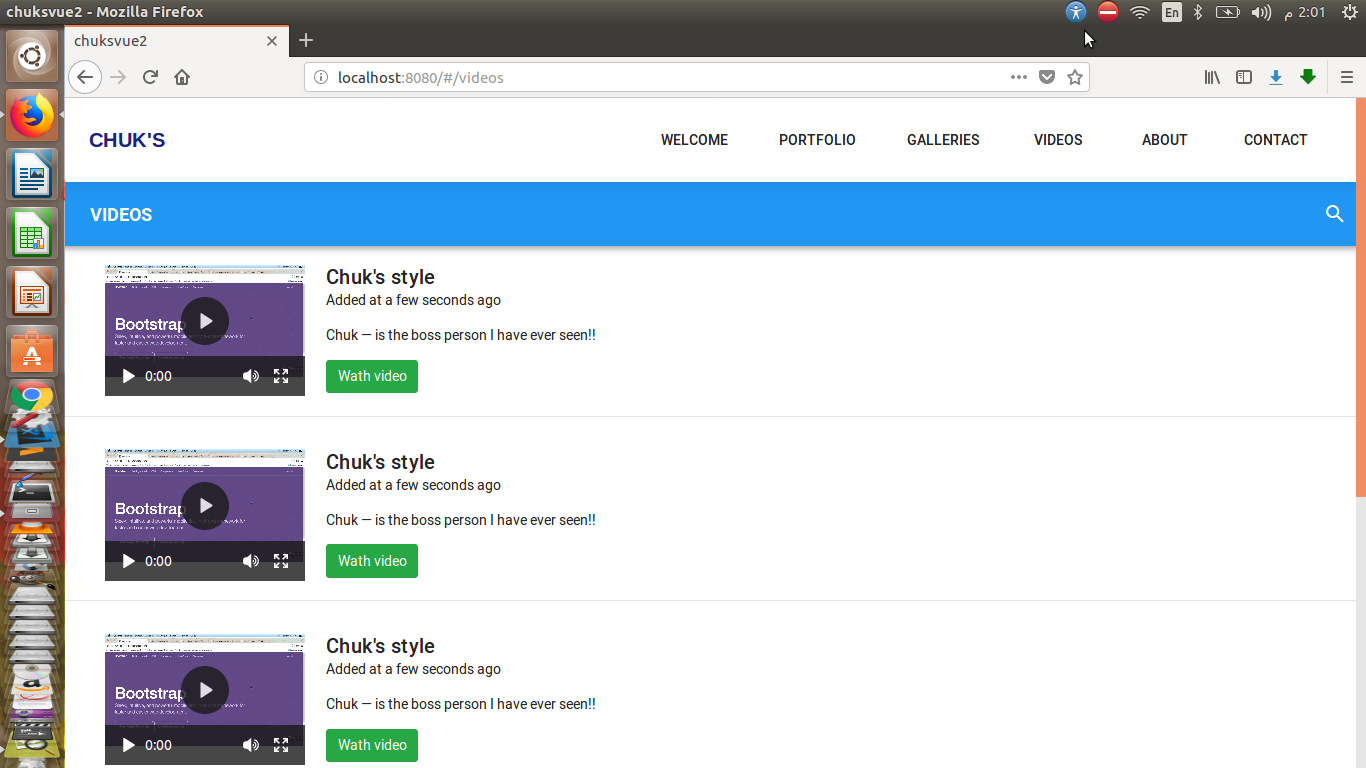 chuksvue2 - Mozilla Firefox
En
2:01 م
chuksvue2
localhost:8080/#/videos
CHUK'S
WELCOME
PORTFOLIO
GALLERIES
VIDEOS
ABOUT
CONTACT
VIDEOS
Bootstrap
0:00
Chuk's style
Added at a few seconds ago
Chuk — is the boss person I have ever seen!!
Wath video
Bootstrap
0:00
Chuk's style
Added at a few seconds ago
Chuk — is the boss person I have ever seen!!
Wath video
Bootstrap
0:00
Chuk's style
Added at a few seconds ago
Chuk — is the boss person I have ever seen!!
Wath video